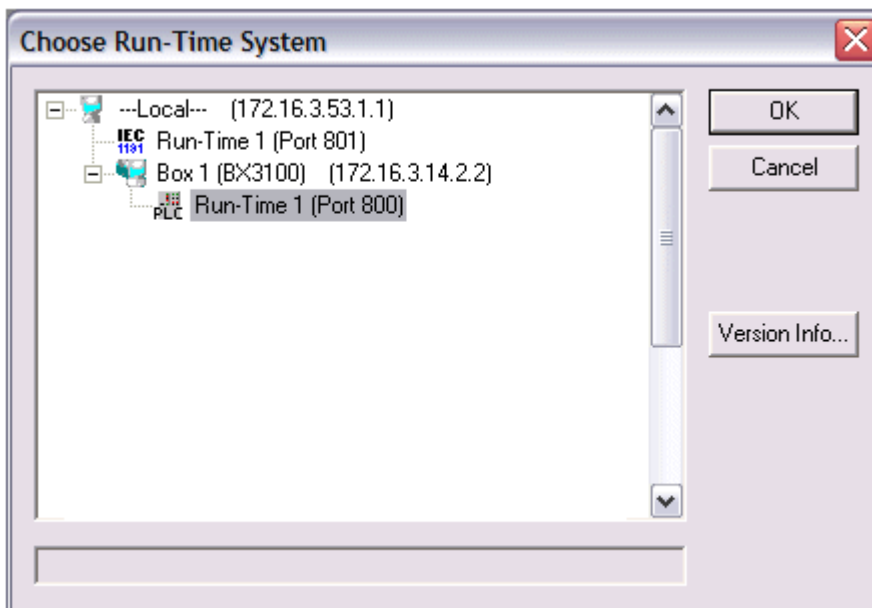 Choose Run-Time System
---Local--- (172.16.3.53.1.1)
IEC
1131
Run-Time 1 (Port 801)
Box 1 (BX3100) (172.16.3.14.2.2)
PLC
Run-Time 1 (Port 800)
OK
Cancel
Version Info...